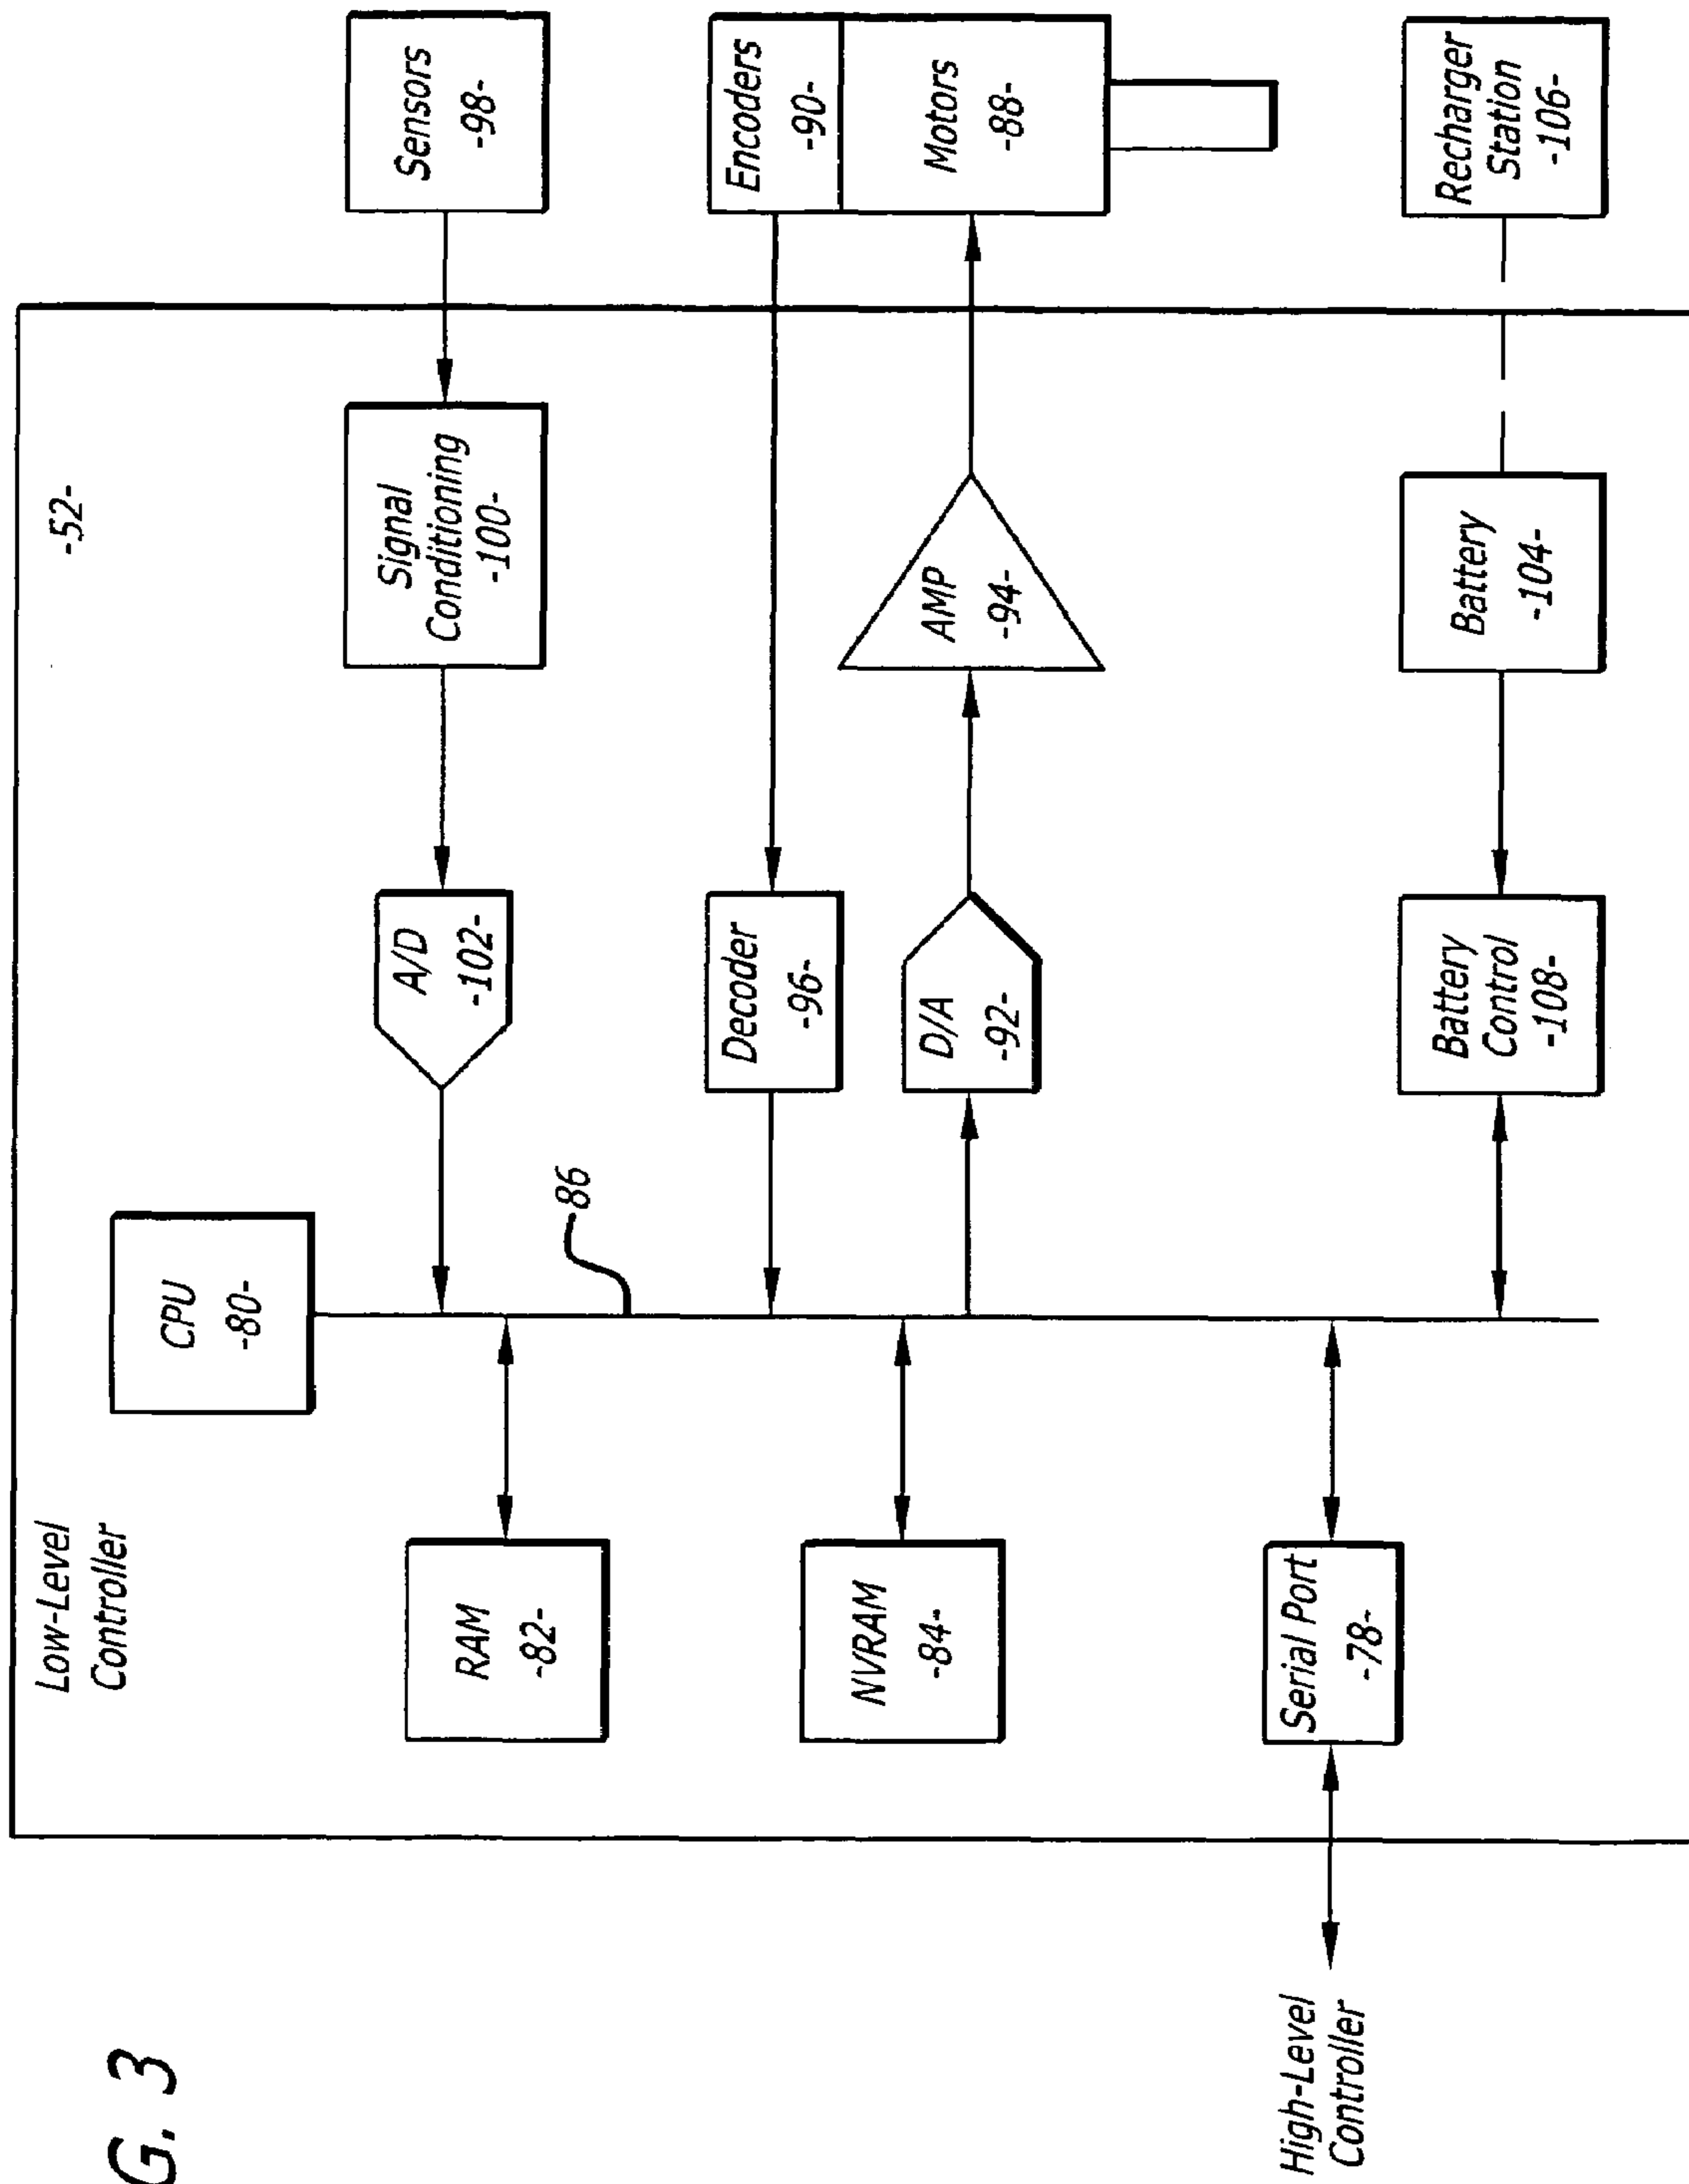 G. 3
Low-Level
Controller
-52-
CPU
-80-
86
RAM
-82-
NVRAM
-84-
Serial Port
-78-
High-Level
Controller
A/D
-102-
Signal
Conditioning
-100-
Sensors
-98-
Decoder
-96-
Encoders
-90-
D/A
-92-
AMP
-94-
Motors
-88-
Battery
Control
-108-
Battery
-104-
Recharger
Station
-106-